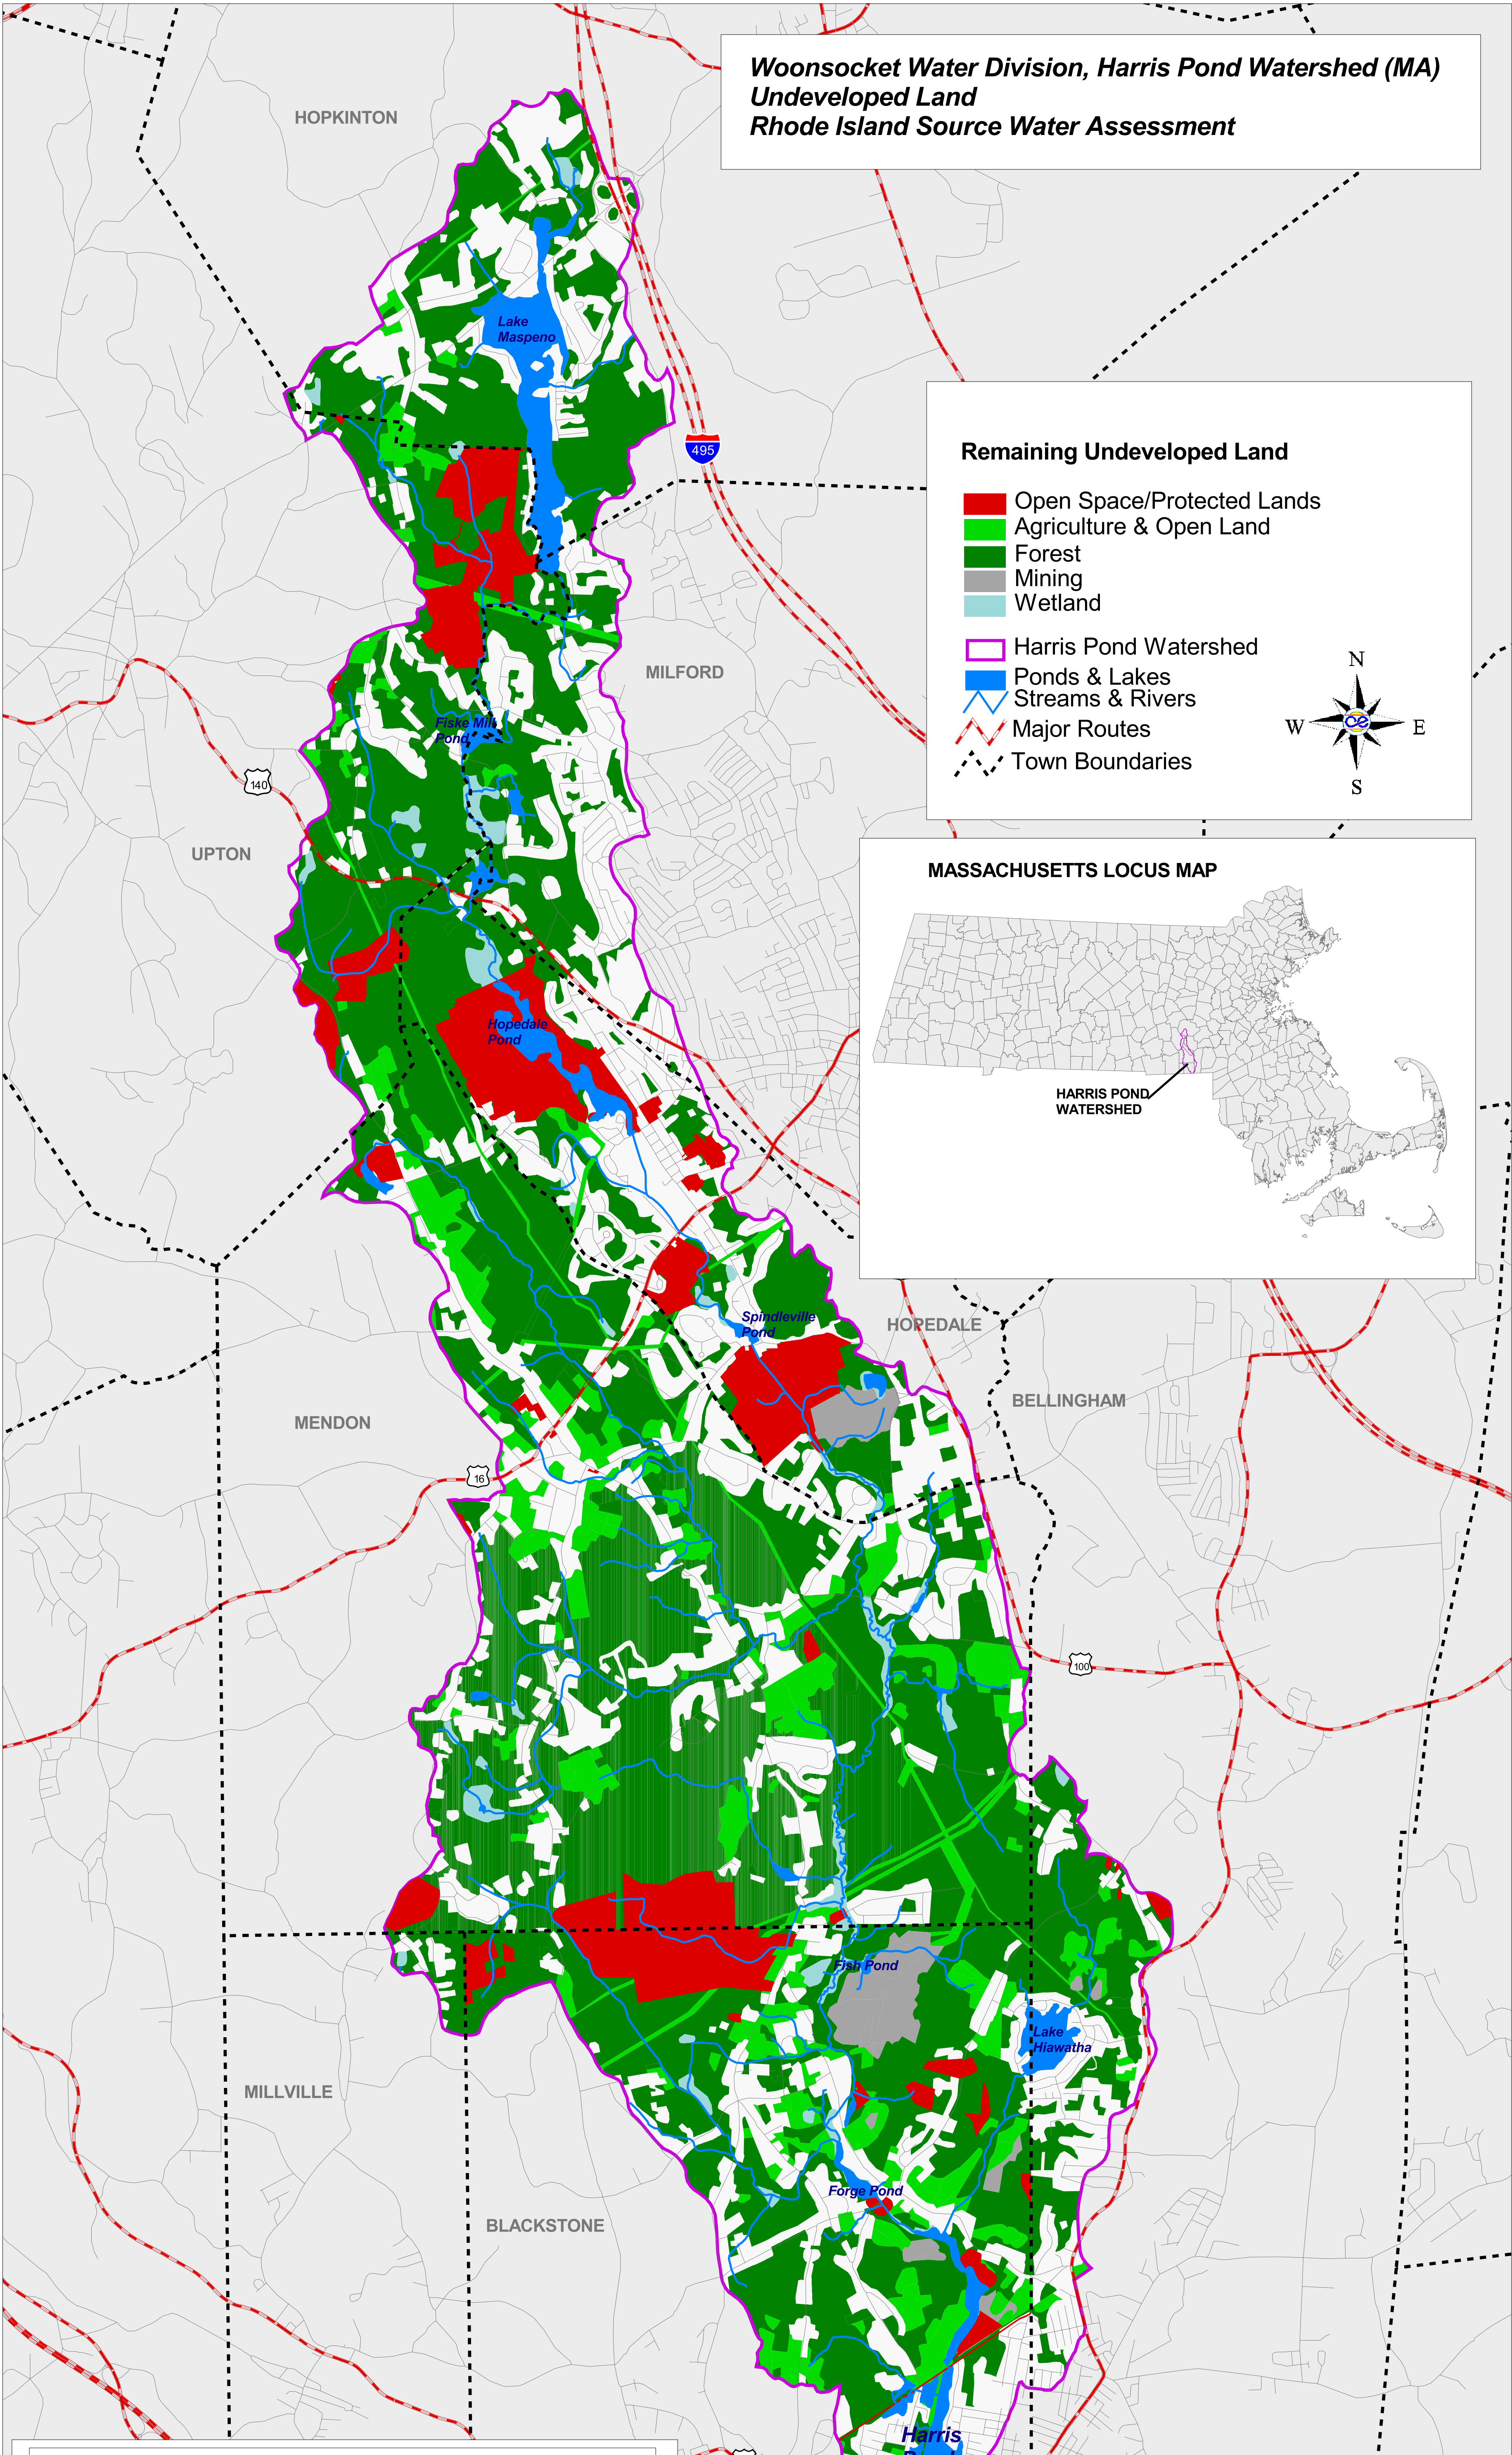 Woonsocket Water Division, Harris Pond Watershed (MA)
Undeveloped Land
Rhode Island Source Water Assessment
HOPKINTON
Lake
Maspeno
495
Remaining Undeveloped Land
Open Space/Protected Lands
Agriculture & Open Land
Forest
Mining
Wetland
Harris Pond Watershed
Ponds & Lakes
Streams & Rivers
Major Routes
Town Boundaries
N
W
E
S
MILFORD
Fiske Mill
Pond
140
UPTON
MASSACHUSETTS LOCUS MAP
HARRIS POND
WATERSHED
Hopedale
Pond
Spindleville
Pond
HOPEDALE
BELLINGHAM
MENDON
16
100
Fish Pond
Lake
Hiawatha
MILLVILLE
Forge Pond
BLACKSTONE
Harris